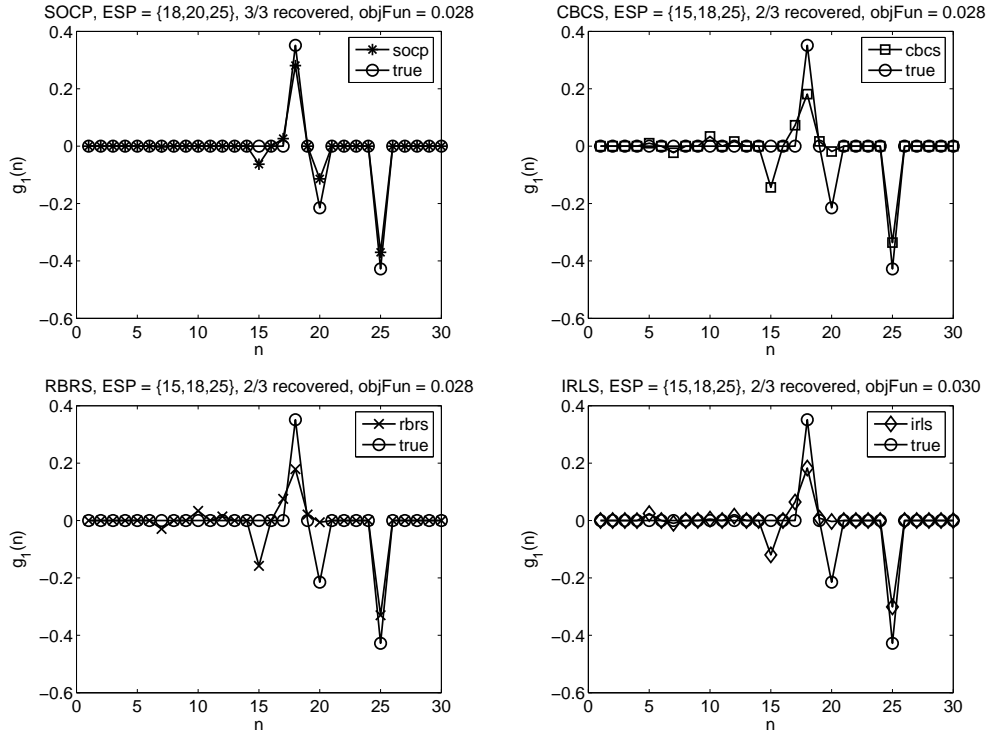 SOCP, ESP = {18,20,25}, 3/3 recovered, objFun = 0.028
socp
true
0.4
0.2
0
−0.2
−0.4
−0.6
g1(n)
0 5 10 15 20 25 30
n
CBCS, ESP = {15,18,25}, 2/3 recovered, objFun = 0.028
cbcs
true
0.4
0.2
0
−0.2
−0.4
−0.6
g1(n)
0 5 10 15 20 25 30
n
RBRS, ESP = {15,18,25}, 2/3 recovered, objFun = 0.028
rbrs
true
0.4
0.2
0
−0.2
−0.4
−0.6
g1(n)
0 5 10 15 20 25 30
n
IRLS, ESP = {15,18,25}, 2/3 recovered, objFun = 0.030
irls
true
0.4
0.2
0
−0.2
−0.4
−0.6
g1(n)
0 5 10 15 20 25 30
n